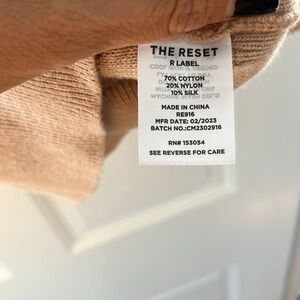 THE RESET
R LABEL
70% COTTON
20% NYLON
10% SILK
MADE IN CHINA
RE916
MFR DATE: 02/2023
BATCH NO.:CM2302916
RN# 153054
SEE REVERSE FOR CARE